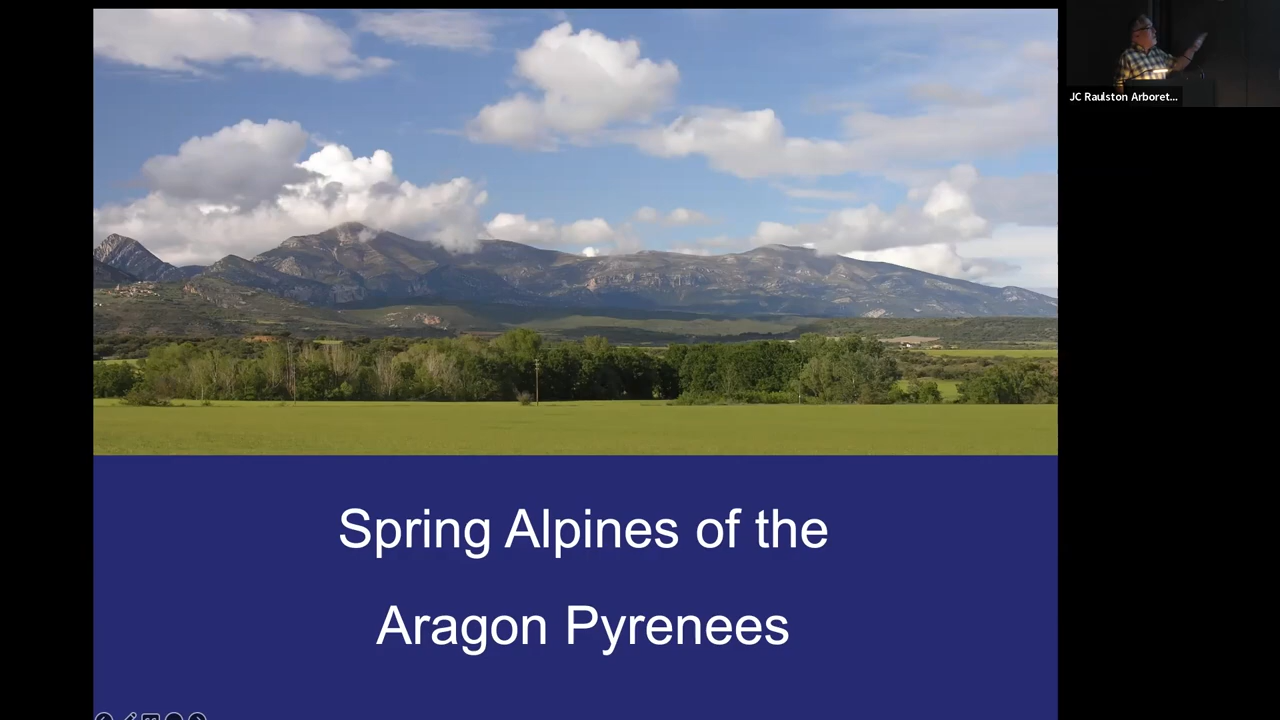 JC Raulston Arboret...
Spring Alpines of the
Aragon Pyrenees